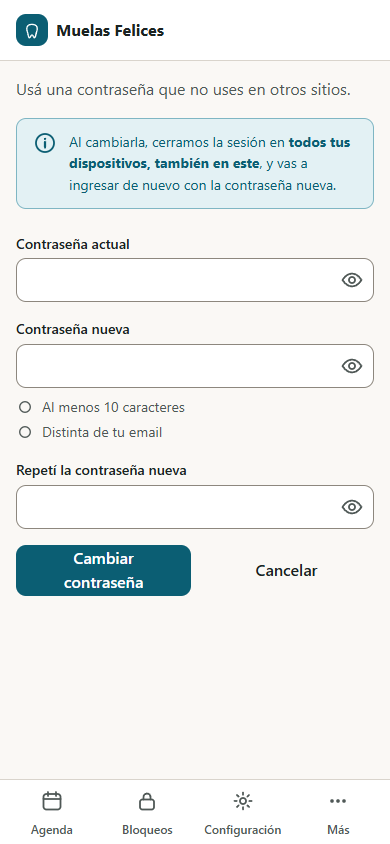 Muelas Felices
Usá una contraseña que no uses en otros sitios.
Al cambiarla, cerramos la sesión en todos tus
dispositivos, también en este, y vas a
ingresar de nuevo con la contraseña nueva.
Contraseña actual
Contraseña nueva
Al menos 10 caracteres
Distinta de tu email
Repetí la contraseña nueva
Cambiar
contraseña
Cancelar
Agenda
Bloqueos
Configuración
Más